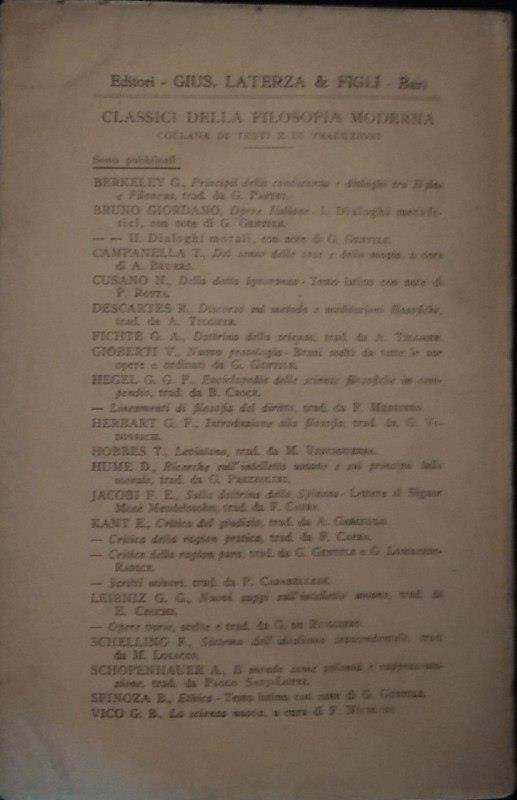 Editori - GIUS. LATERZA & FIGLI - Bari
CLASSICI DELLA FILOSOFIA MODERNA
COLLANA DI TESTI E DI TRADUZIONI
Sono pubblicati
BERKELEY G., Principii della conoscenza e dialoghi tra Hylas
e Filonous, trad. da G. PAPINI.
BRUNO GIORDANO, Opere italiane - I. Dialoghi metafi-
sici, con note di G. GENTILE.
— — II. Dialoghi morali, con note di G. GENTILE.
CAMPANELLA T., Del senso delle cose e della magia, a cura
di A. BRUERS.
CUSANO N., Della dotta ignoranza - Testo latino con note di
P. ROTTA.
DESCARTES R., Discorso sul metodo e meditazioni filosofiche,
trad. da A. TILGHER.
FICHTE G. A., Dottrina della scienza, trad. da A. TILGHER.
GIOBERTI V., Nuova protologia - Brani scelti da tutte le sue
opere e ordinati da G. GENTILE.
HEGEL G. G. F., Enciclopedia delle scienze filosofiche in com-
pendio, trad. da B. CROCE.
— Lineamenti di filosofia del diritto, trad. da F. MESSINEO.
HERBART G. F., Introduzione alla filosofia, trad. da G. VI-
DOSSICH.
HOBBES T., Leviatano, trad. da M. VINCIGUERRA.
HUME D., Ricerche sull'intelletto umano e sui principii della
morale, trad. da G. PREZZOLINI.
JACOBI F. E., Sulla dottrina dello Spinoza - Lettere al Signor
Mosè Mendelssohn, trad. da F. CAPRA.
KANT E., Critica del giudizio, trad. da A. GARGIULO.
— Critica della ragion pratica, trad. da F. CAPRA.
— Critica della ragion pura, trad. da G. GENTILE e G. LOMBARDO-
RADICE.
— Scritti minori, trad. da P. CARABELLESE.
LEIBNIZ G. G., Nuovi saggi sull'intelletto umano, trad. da
E. CECCHI.
— Opere varie, scelte e trad. da G. DE RUGGIERO.
SCHELLING F., Sistema dell'idealismo trascendentale, trad.
da M. LOSACCO.
SCHOPENHAUER A., Il mondo come volontà e rappresenta-
zione, trad. da PAOLO SAVJ-LOPEZ.
SPINOZA B., Ethica - Testo latino con note di G. GENTILE.
VICO G. B., La scienza nuova, a cura di F. NICOLINI.